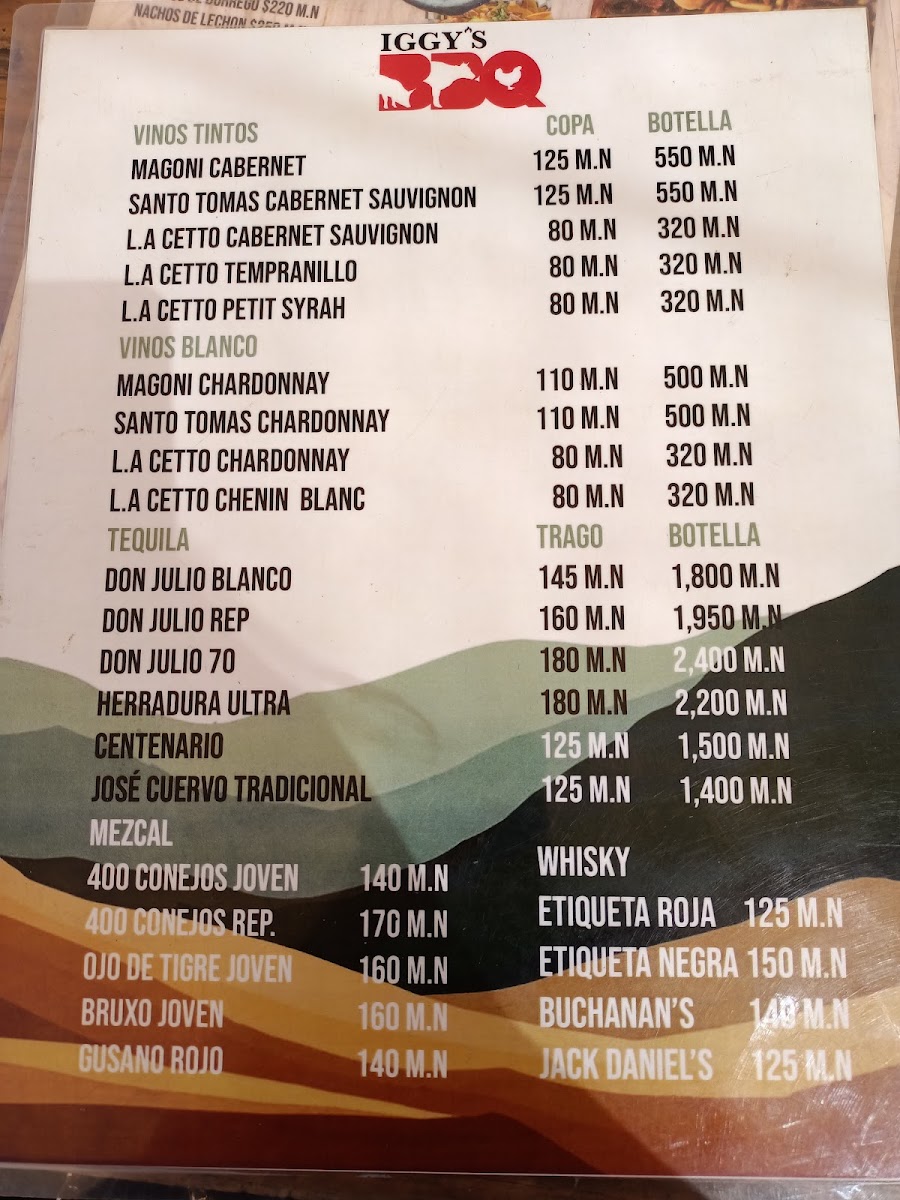 $220 M.N
NACHOS DE LECHON
IGGY^S
BBQ
VINOS TINTOS COPA BOTELLA
MAGONI CABERNET 125 M.N 550 M.N
SANTO TOMAS CABERNET SAUVIGNON 125 M.N 550 M.N
L.A CETTO CABERNET SAUVIGNON 80 M.N 320 M.N
L.A CETTO TEMPRANILLO 80 M.N 320 M.N
L.A CETTO PETIT SYRAH 80 M.N 320 M.N
VINOS BLANCO
MAGONI CHARDONNAY 110 M.N 500 M.N
SANTO TOMAS CHARDONNAY 110 M.N 500 M.N
L.A CETTO CHARDONNAY 80 M.N 320 M.N
L.A CETTO CHENIN BLANC 80 M.N 320 M.N
TEQUILA TRAGO BOTELLA
DON JULIO BLANCO 145 M.N 1,800 M.N
DON JULIO REP 160 M.N 1,950 M.N
DON JULIO 70 180 M.N 2,400 M.N
HERRADURA ULTRA 180 M.N 2,200 M.N
CENTENARIO 125 M.N 1,500 M.N
JOSÉ CUERVO TRADICIONAL 125 M.N 1,400 M.N
MEZCAL
400 CONEJOS JOVEN 140 M.N
400 CONEJOS REP. 170 M.N
OJO DE TIGRE JOVEN 160 M.N
BRUXO JOVEN 160 M.N
GUSANO ROJO 140 M.N
WHISKY
ETIQUETA ROJA 125 M.N
ETIQUETA NEGRA 150 M.N
BUCHANAN'S 140 M.N
JACK DANIEL'S 125 M.N